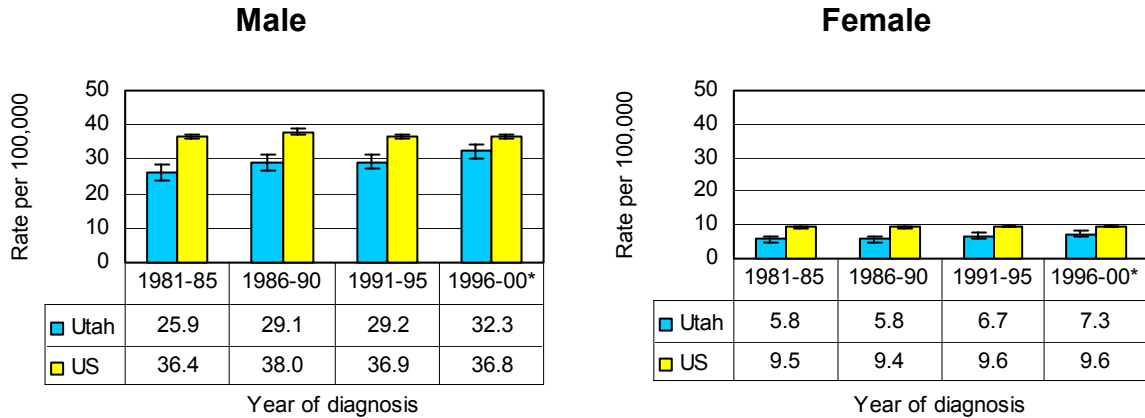 Male
Rate per 100,000
50
40
30
20
10
0
1981-85 1986-90 1991-95 1996-00*
Utah 25.9 29.1 29.2 32.3
US 36.4 38.0 36.9 36.8
Year of diagnosis
Female
Rate per 100,000
50
40
30
20
10
0
1981-85 1986-90 1991-95 1996-00*
Utah 5.8 5.8 6.7 7.3
US 9.5 9.4 9.6 9.6
Year of diagnosis